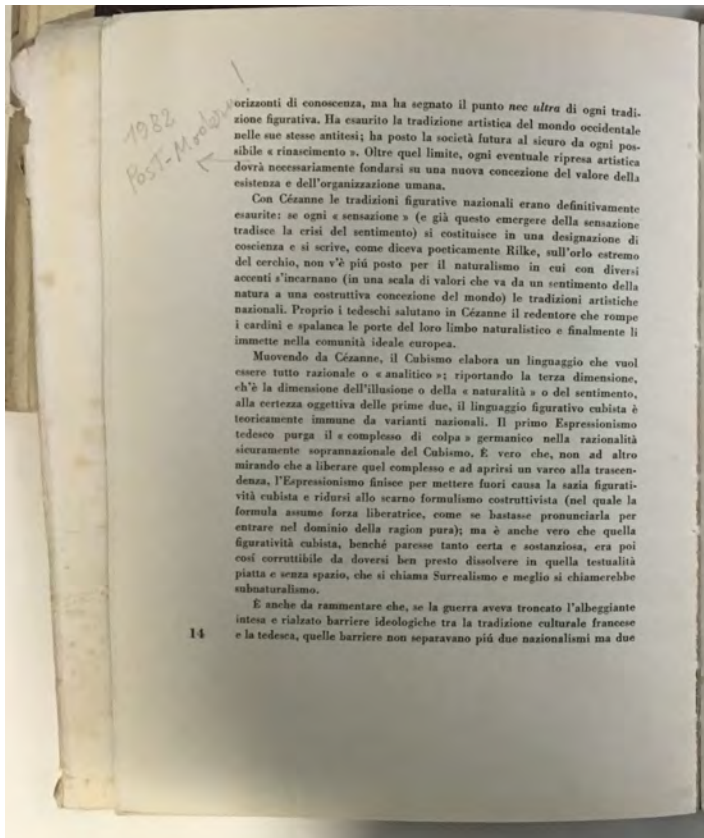 1982
Post-Modern!
orizzonti di conoscenza, ma ha segnato il punto nec ultra di ogni tradi-
zione figurativa. Ha esaurito la tradizione artistica del mondo occidentale
nelle sue stesse antitesi; ha posto la società futura al sicuro da ogni pos-
sibile « rinascimento ». Oltre quel limite, ogni eventuale ripresa artistica
dovrà necessariamente fondarsi su una nuova concezione del valore della
esistenza e dell'organizzazione umana.
Con Cézanne le tradizioni figurative nazionali erano definitivamente
esaurite: se ogni « sensazione » (e già questo emergere della sensazione
tradisce la crisi del sentimento) si costituisce in una designazione di
coscienza e si scrive, come diceva poeticamente Rilke, sull'orlo estremo
del cerchio, non v'è piú posto per il naturalismo in cui con diversi
accenti s'incarnano (in una scala di valori che va da un sentimento della
natura a una costruttiva concezione del mondo) le tradizioni artistiche
nazionali. Proprio i tedeschi salutano in Cézanne il redentore che rompe
i cardini e spalanca le porte del loro limbo naturalistico e finalmente li
immette nella comunità ideale europea.
Muovendo da Cézanne, il Cubismo elabora un linguaggio che vuol
essere tutto razionale o « analitico »; riportando la terza dimensione,
ch'è la dimensione dell'illusione o della « naturalità » o del sentimento,
alla certezza oggettiva delle prime due, il linguaggio figurativo cubista è
teoricamente immune da varianti nazionali. Il primo Espressionismo
tedesco purga il « complesso di colpa » germanico nella razionalità
sicuramente soprannazionale del Cubismo. È vero che, non ad altro
mirando che a liberare quel complesso e ad aprirsi un varco alla trascen-
denza, l'Espressionismo finisce per mettere fuori causa la sazia figurati-
vità cubista e ridursi allo scarno formulismo costruttivista (nel quale la
formula assume forza liberatrice, come se bastasse pronunciarla per
entrare nel dominio della ragion pura); ma è anche vero che quella
figuratività cubista, benché paresse tanto certa e sostanziosa, era poi
cosí corruttibile da doversi ben presto dissolvere in quella testualità
piatta e senza spazio, che si chiama Surrealismo e meglio si chiamerebbe
subnaturalismo.
È anche da rammentare che, se la guerra aveva troncato l'albeggiante
intesa e rialzato barriere ideologiche tra la tradizione culturale francese
e la tedesca, quelle barriere non separavano piú due nazionalismi ma due
14